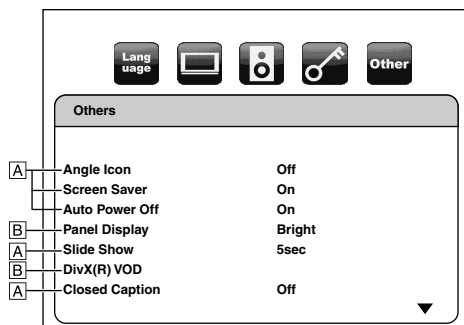 Lang
uage
Other
Others
A Angle Icon Off
Screen Saver On
Auto Power Off On
B Panel Display Bright
A Slide Show 5sec
B DivX(R) VOD
A Closed Caption Off